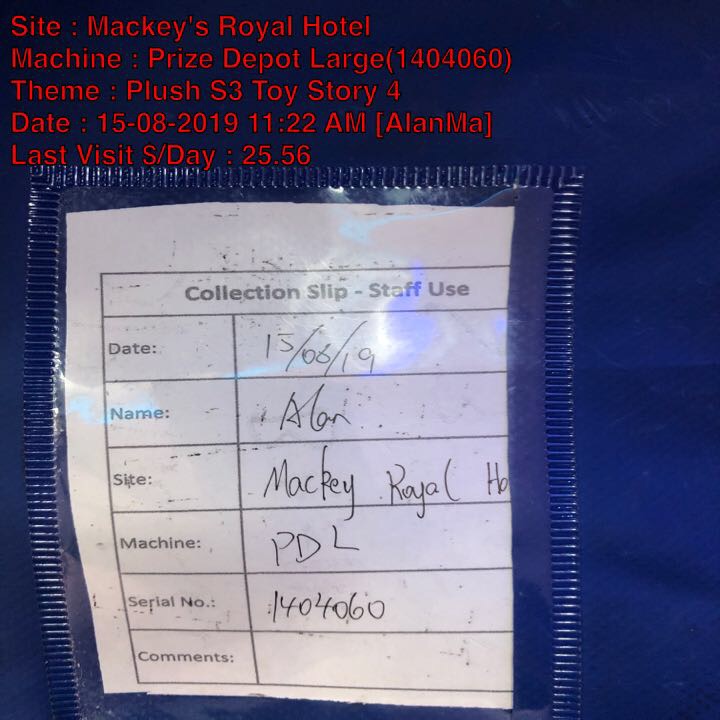 Site : Mackey's Royal Hotel
Machine : Prize Depot Large(1404060)
Theme : Plush S3 Toy Story 4
Date : 15-08-2019 11:22 AM [AlanMa]
Last Visit $/Day : 25.56
Collection Slip - Staff Use
Date: 15/08/19
Name: Alan
Site: Mackey Royal Ho
Machine: PDL
Serial No.: 1404060
Comments: